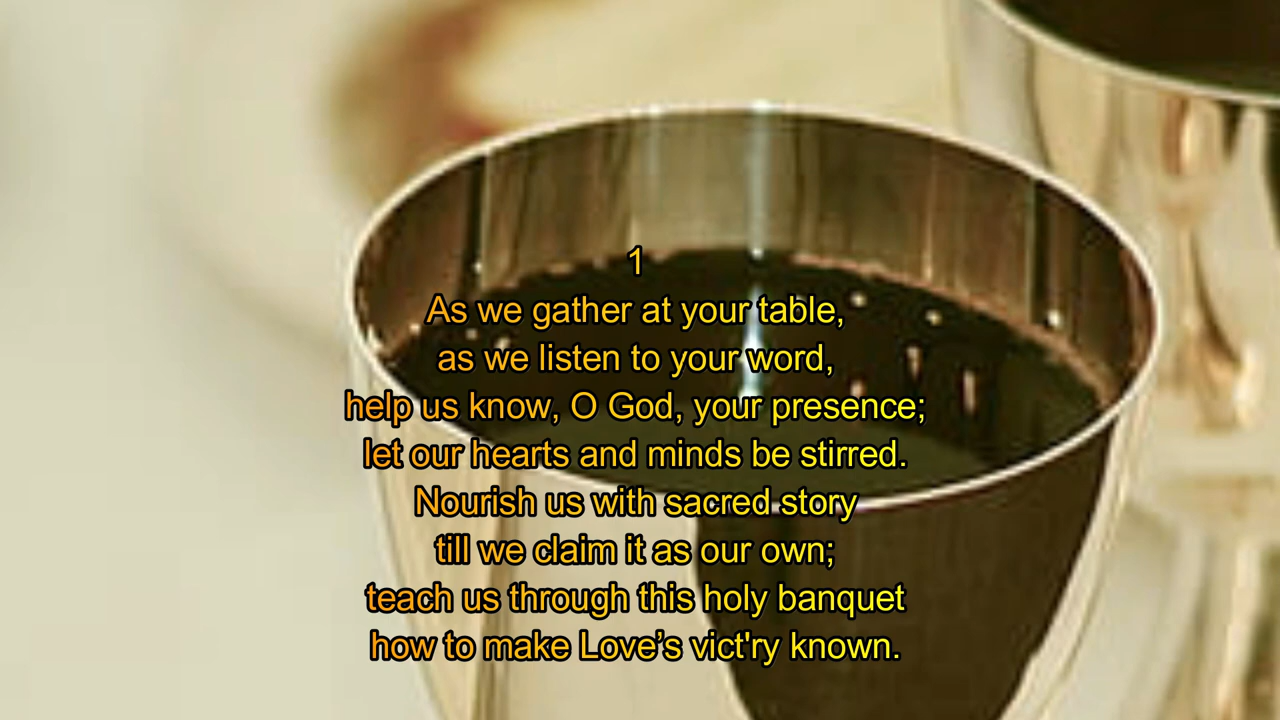 1
As we gather at your table,
as we listen to your word,
help us know, O God, your presence;
let our hearts and minds be stirred.
Nourish us with sacred story
till we claim it as our own;
teach us through this holy banquet
how to make Love’s vict'ry known.